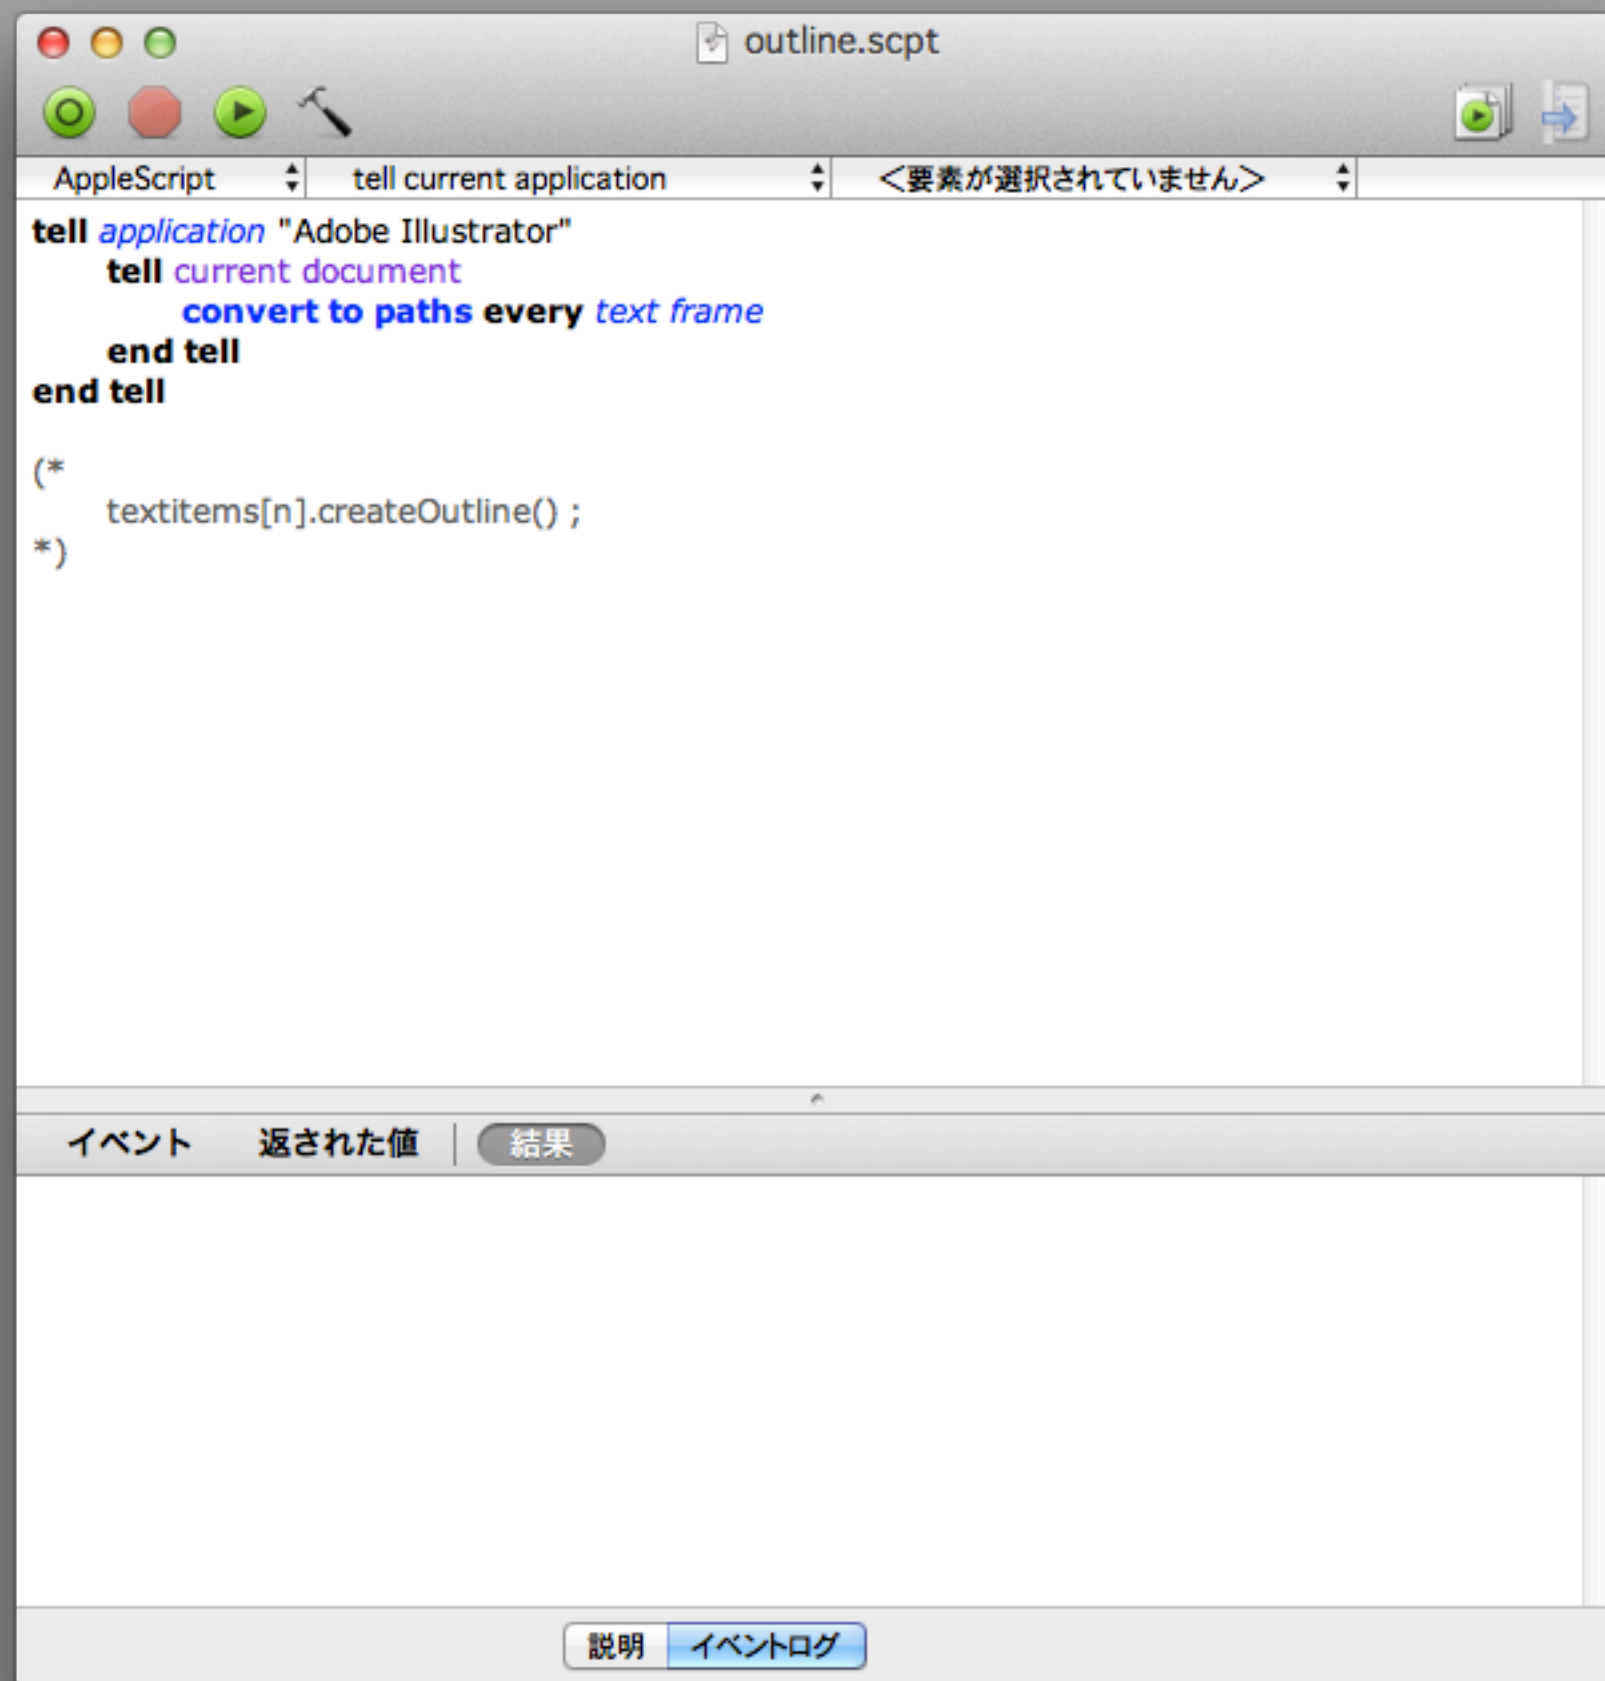 outline.scpt
AppleScript tell current application <要素が選択されていません>
tell application "Adobe Illustrator"
tell current document
convert to paths every text frame
end tell
end tell
(*
textitems[n].createOutline() ;
*)
イベント 返された値 結果
説明 イベントログ